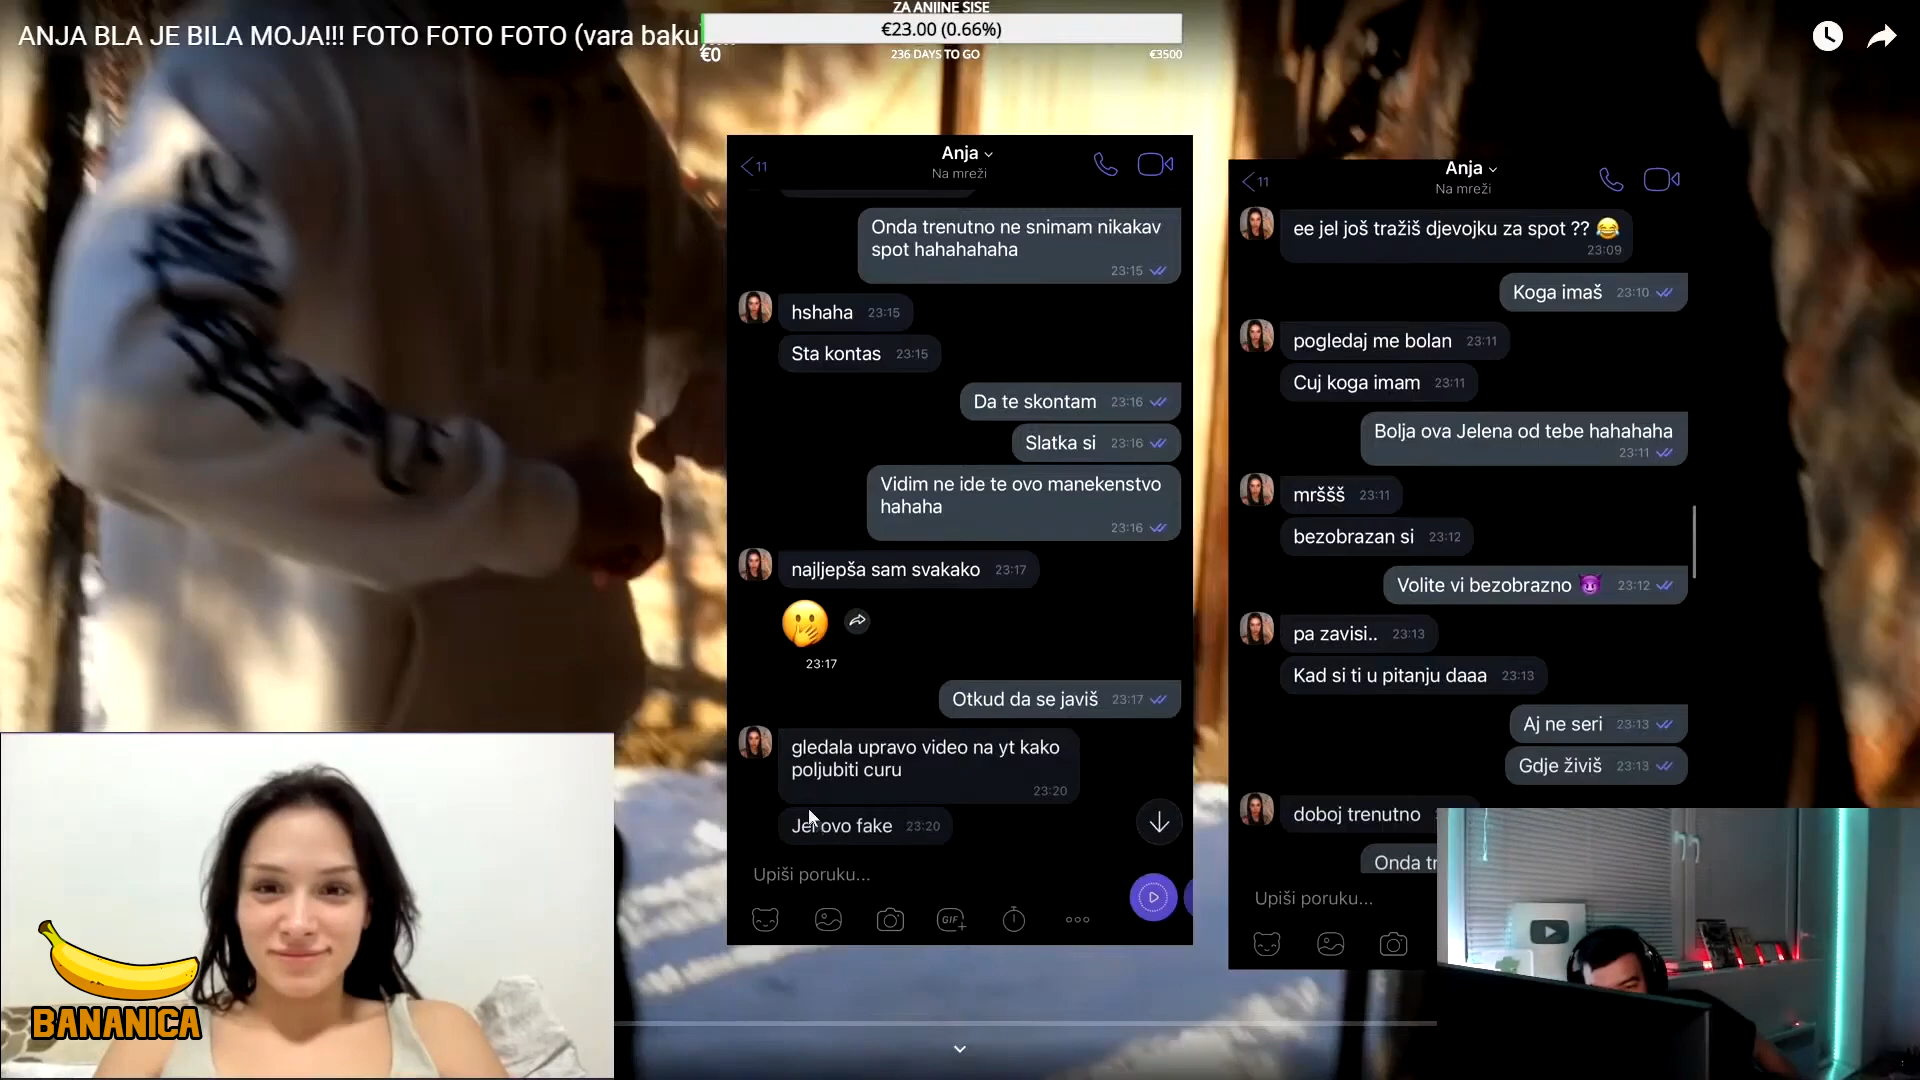 ANJA BLA JE BILA MOJA!!! FOTO FOTO FOTO (vara baku)
ZA ANIINE SISE
€23.00 (0.66%)
€0
236 DAYS TO GO
€3500
11
Anja
Na mreži
Onda trenutno ne snimam nikakav
spot hahahahaha
23:15
hshaha 23:15
Sta kontas 23:15
Da te skontam 23:16
Slatka si 23:16
Vidim ne ide te ovo manekenstvo
hahaha
23:16
najljepša sam svakako 23:17
23:17
Otkud da se javiš 23:17
gledala upravo video na yt kako
poljubiti curu
23:20
Jel ovo fake 23:20
Upiši poruku...
GIF
11
Anja
Na mreži
ee jel još tražiš djevojku za spot ?? 😂
23:09
Koga imaš 23:10
pogledaj me bolan 23:11
Cuj koga imam 23:11
Bolja ova Jelena od tebe hahahaha
23:11
mrššš 23:11
bezobrazan si 23:12
Volite vi bezobrazno 😈 23:12
pa zavisi.. 23:13
Kad si ti u pitanju daaa 23:13
Aj ne seri 23:13
Gdje živiš 23:13
doboj trenutno
Onda tr
Upiši poruku...
BANANICA